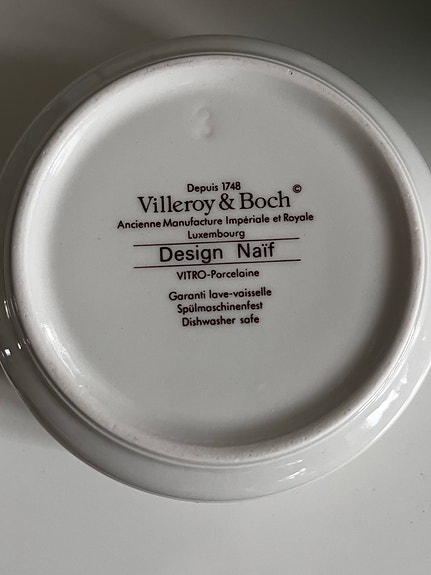 Depuis 1748
Villeroy & Boch©
Ancienne Manufacture Impériale et Royale
Luxembourg
Design Naïf
VITRO-Porcelaine
Garanti lave-vaisselle
Spülmaschinenfest
Dishwasher safe